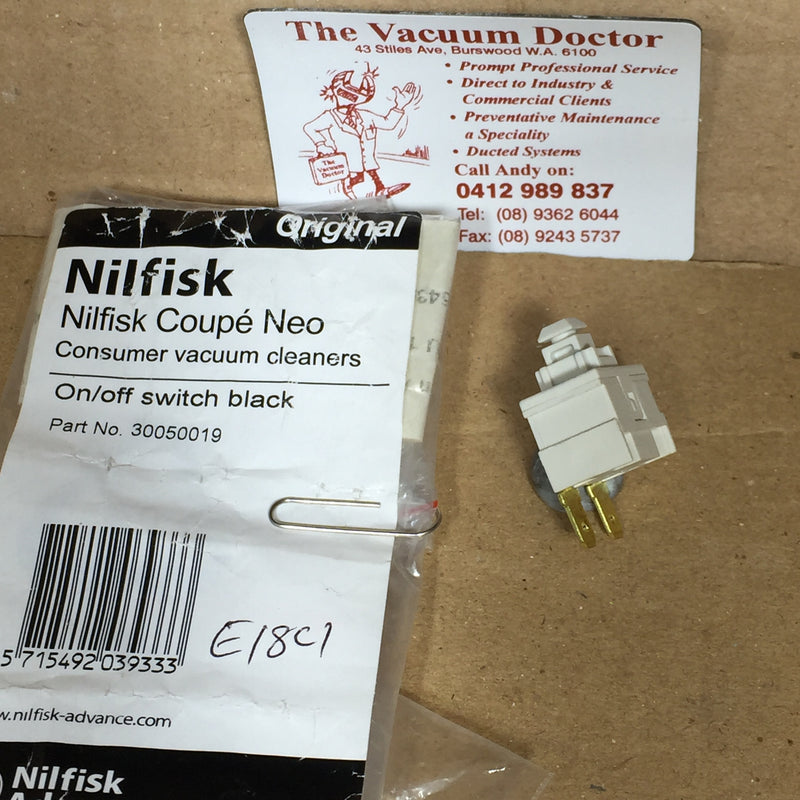 The Vacuum Doctor
43 Stiles Ave, Burswood W.A. 6100
• Prompt Professional Service
• Direct to Industry &
Commercial Clients
• Preventative Maintenance
a Speciality
• Ducted Systems
Call Andy on:
0412 989 837
Tel: (08) 9362 6044
Fax: (08) 9243 5737
The
Vacuum
Doctor
Original
Nilfisk
Nilfisk Coupé Neo
Consumer vacuum cleaners
On/off switch black
Part No. 30050019
5 715492 039333
E18C1
w.nilfisk-advance.com
Nilfisk